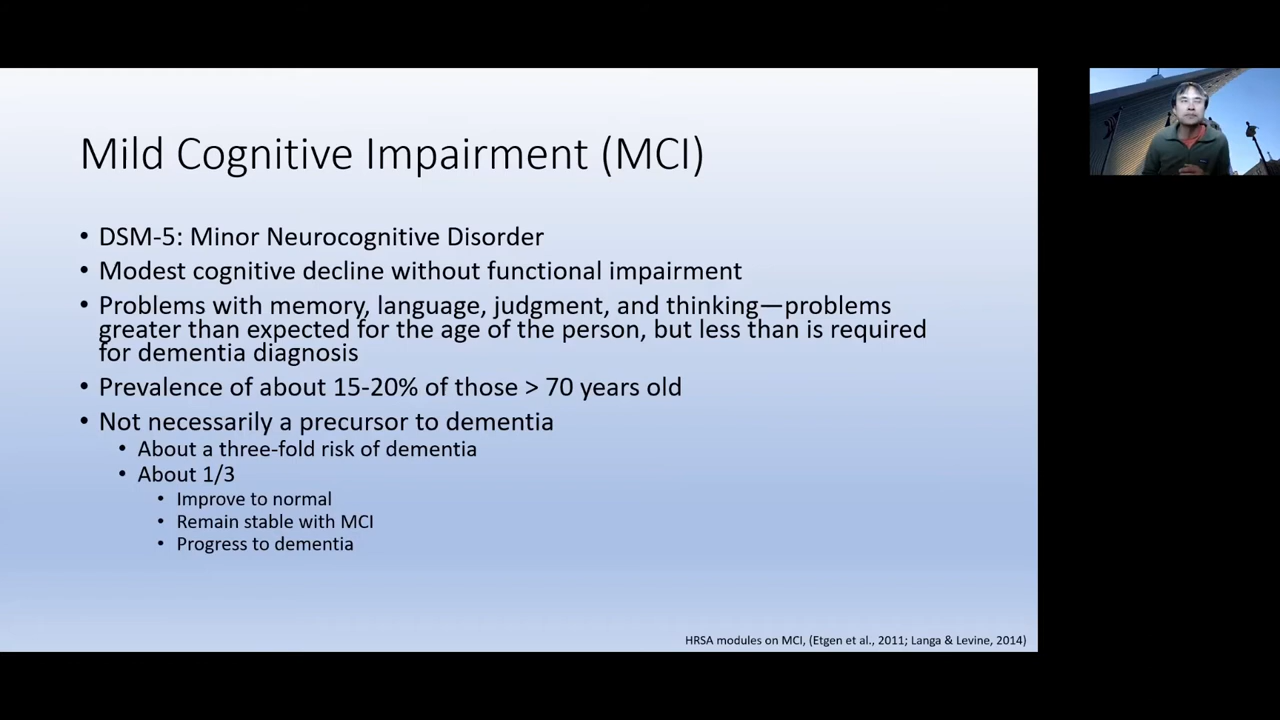 Mild Cognitive Impairment (MCI)
• DSM-5: Minor Neurocognitive Disorder
• Modest cognitive decline without functional impairment
• Problems with memory, language, judgment, and thinking—problems
greater than expected for the age of the person, but less than is required
for dementia diagnosis
• Prevalence of about 15-20% of those > 70 years old
• Not necessarily a precursor to dementia
• About a three-fold risk of dementia
• About 1/3
• Improve to normal
• Remain stable with MCI
• Progress to dementia
HRSA modules on MCI, (Etgen et al., 2011; Langa & Levine, 2014)